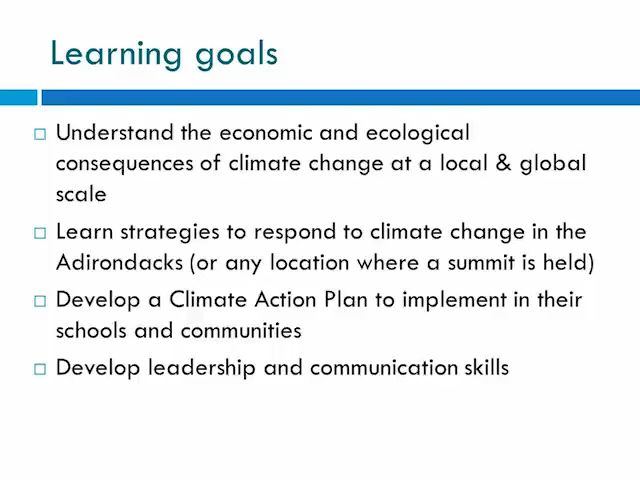 Learning goals
Understand the economic and ecological
consequences of climate change at a local & global
scale
Learn strategies to respond to climate change in the
Adirondacks (or any location where a summit is held)
Develop a Climate Action Plan to implement in their
schools and communities
Develop leadership and communication skills